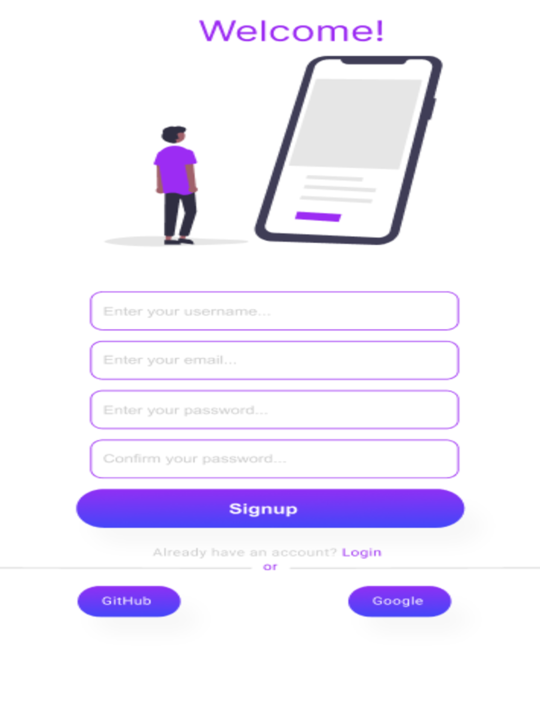 Welcome!
Enter your username...
Enter your email...
Enter your password...
Confirm your password...
Signup
Already have an account? Login
or
GitHub
Google